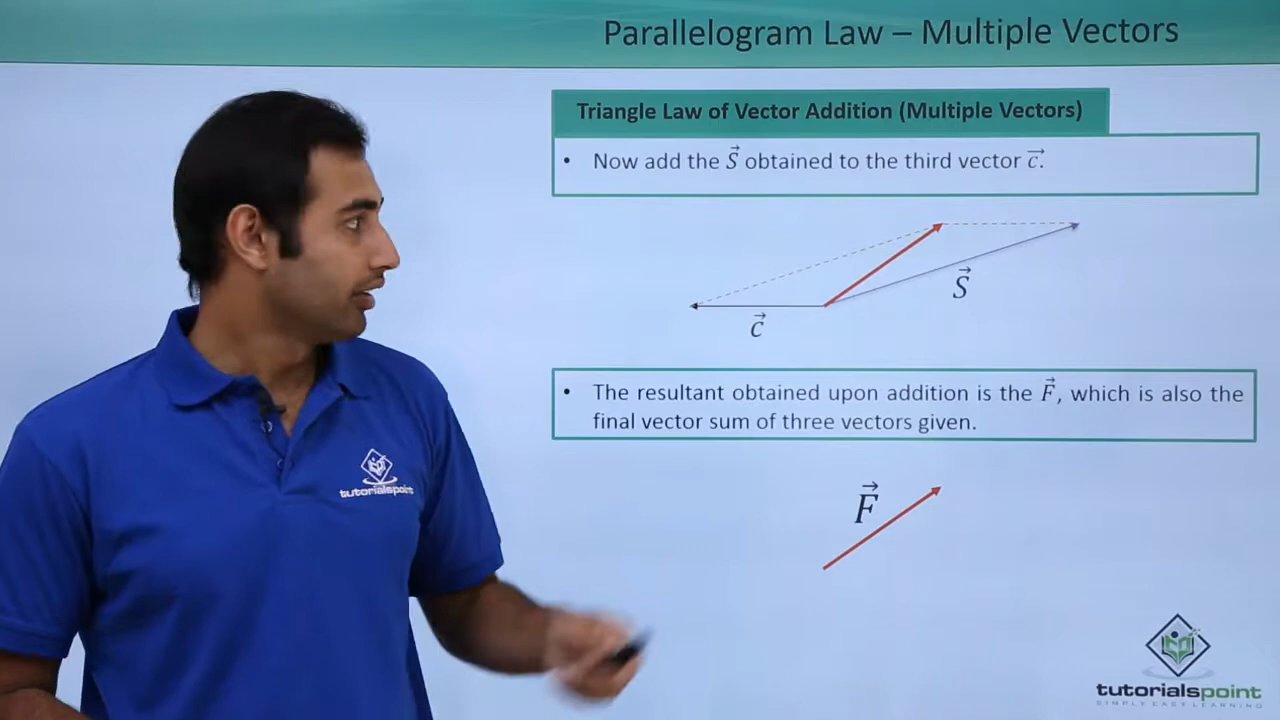 Parallelogram Law – Multiple Vectors
Triangle Law of Vector Addition (Multiple Vectors)
• Now add the S⃗ obtained to the third vector c⃗.
S⃗
c⃗
• The resultant obtained upon addition is the F⃗, which is also the
final vector sum of three vectors given.
F⃗
tutorialspoint
tutorialspoint
SIMPLY EASY LEARNING